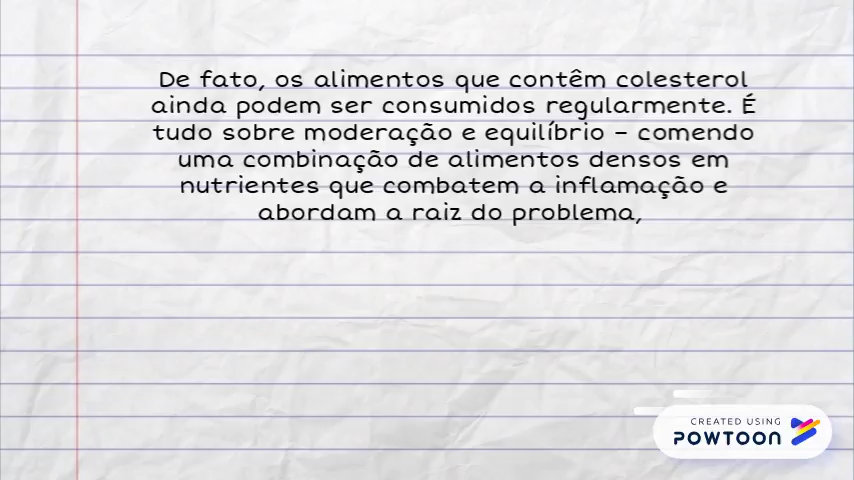 De fato, os alimentos que contêm colesterol
ainda podem ser consumidos regularmente. É
tudo sobre moderação e equilíbrio – comendo
uma combinação de alimentos densos em
nutrientes que combatem a inflamação e
abordam a raiz do problema,
CREATED USING
POWTOON